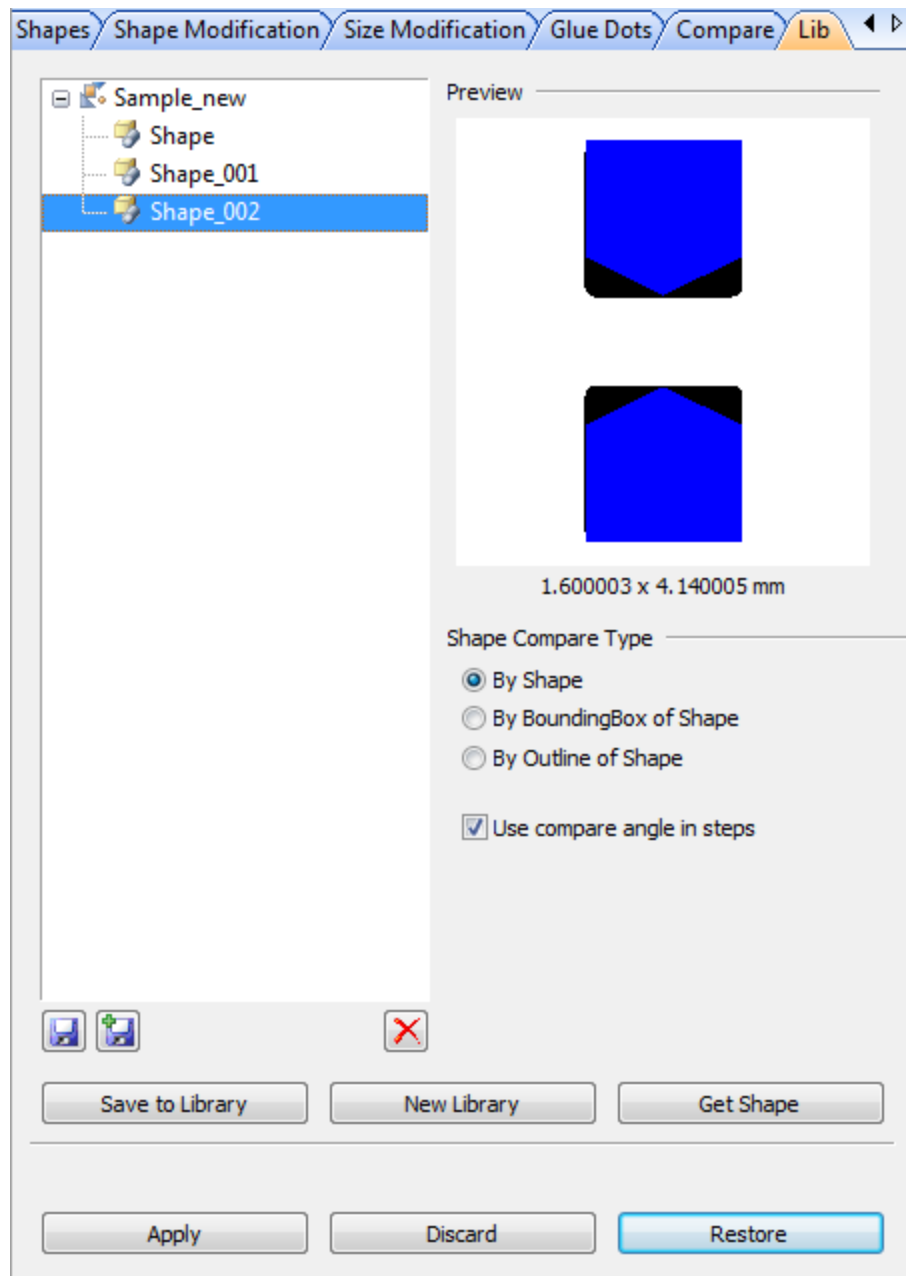 Shapes Shape Modification Size Modification Glue Dots Compare Lib
Sample_new
Shape
Shape_001
Shape_002
Preview
1.600003 x 4.140005 mm
Shape Compare Type
By Shape
By BoundingBox of Shape
By Outline of Shape
Use compare angle in steps
Save to Library New Library Get Shape
Apply Discard Restore